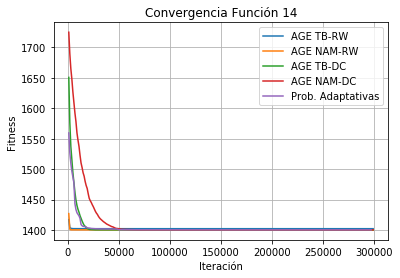 Convergencia Función 14
Fitness
1700
1650
1600
1550
1500
1450
1400
AGE TB-RW
AGE NAM-RW
AGE TB-DC
AGE NAM-DC
Prob. Adaptativas
0 50000 100000 150000 200000 250000 300000
Iteración